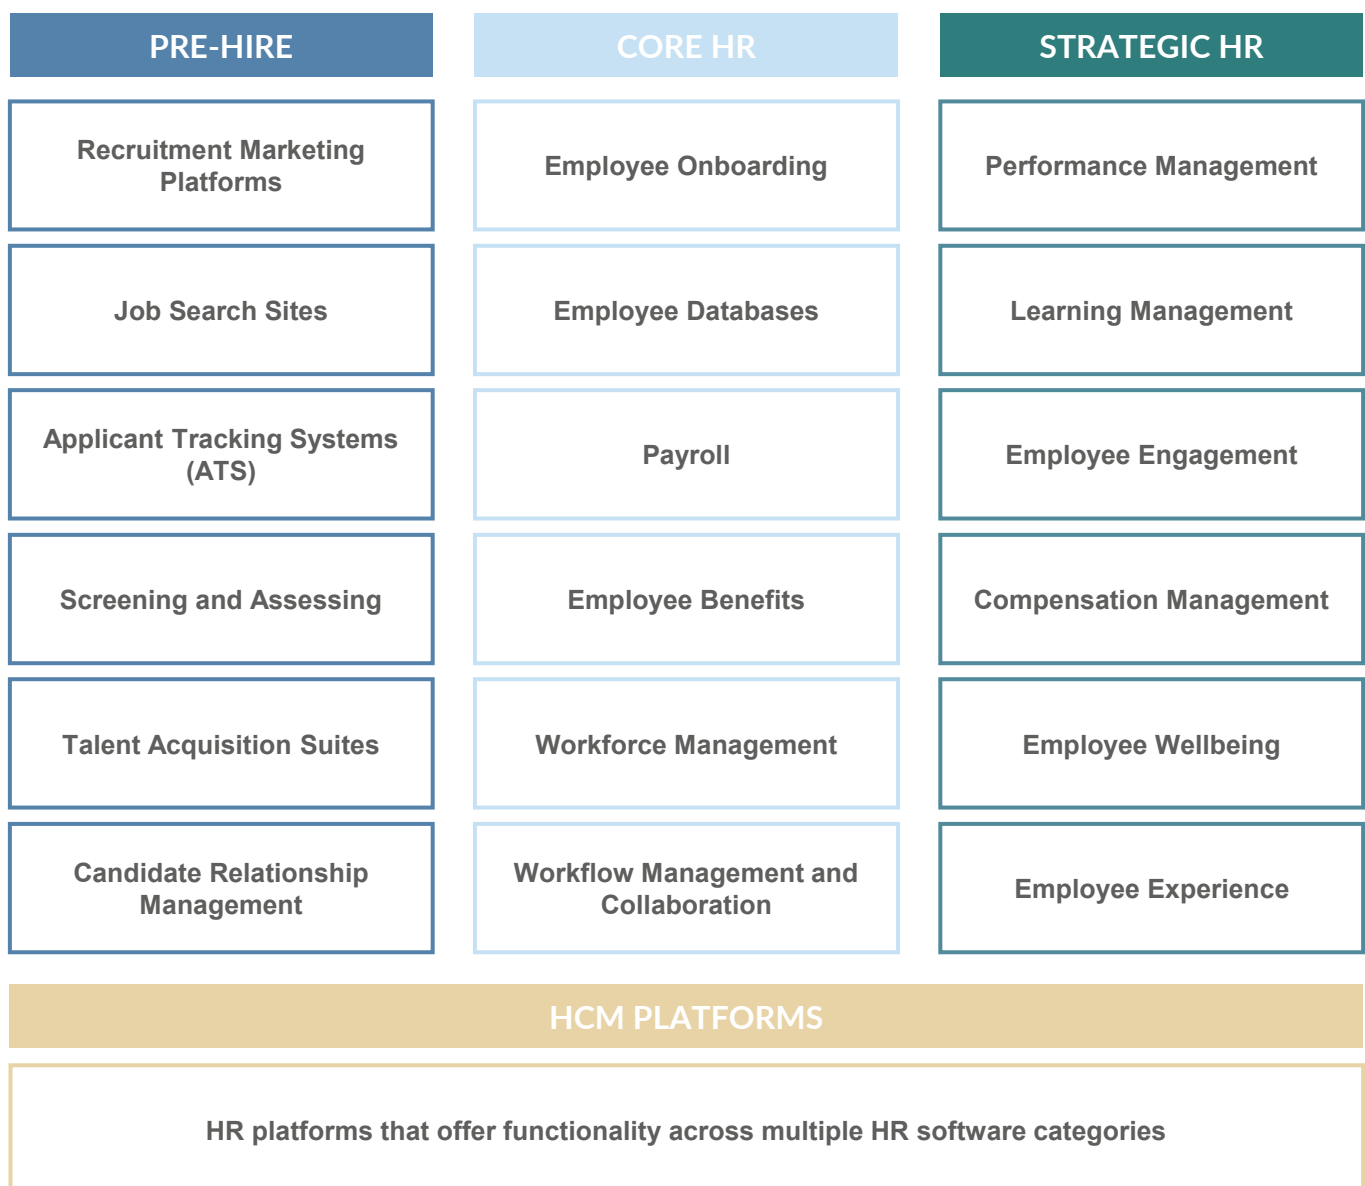 PRE-HIRE
Recruitment Marketing
Platforms
Job Search Sites
Applicant Tracking Systems
(ATS)
Screening and Assessing
Talent Acquisition Suites
Candidate Relationship
Management
CORE HR
Employee Onboarding
Employee Databases
Payroll
Employee Benefits
Workforce Management
Workflow Management and
Collaboration
STRATEGIC HR
Performance Management
Learning Management
Employee Engagement
Compensation Management
Employee Wellbeing
Employee Experience
HCM PLATFORMS
HR platforms that offer functionality across multiple HR software categories